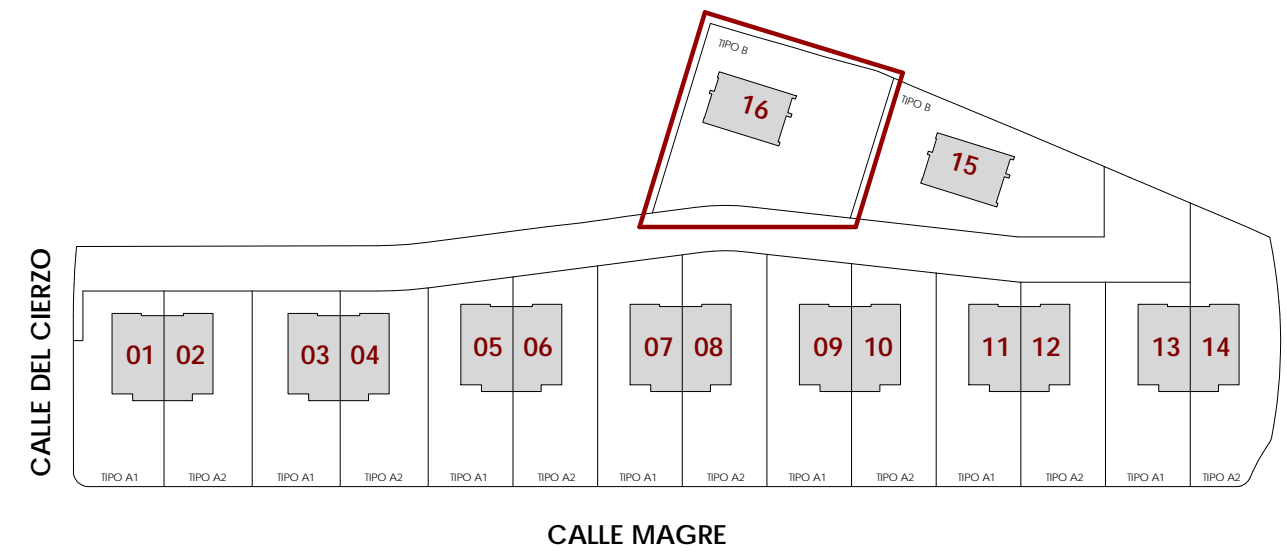 TIPO B
16
TIPO B
15
CALLE DEL CIERZO
01 02 03 04 05 06 07 08 09 10 11 12 13 14
TIPO A1 TIPO A2 TIPO A1 TIPO A2 TIPO A1 TIPO A2 TIPO A1 TIPO A2 TIPO A1 TIPO A2 TIPO A1 TIPO A2 TIPO A1 TIPO A2
CALLE MAGRE